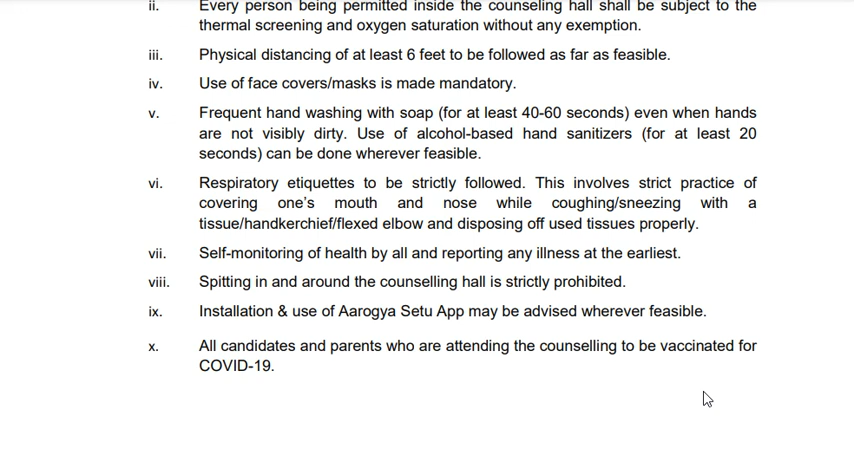 ii. Every person being permitted inside the counseling hall shall be subject to the
thermal screening and oxygen saturation without any exemption.
iii. Physical distancing of at least 6 feet to be followed as far as feasible.
iv. Use of face covers/masks is made mandatory.
v. Frequent hand washing with soap (for at least 40-60 seconds) even when hands
are not visibly dirty. Use of alcohol-based hand sanitizers (for at least 20
seconds) can be done wherever feasible.
vi. Respiratory etiquettes to be strictly followed. This involves strict practice of
covering one’s mouth and nose while coughing/sneezing with a
tissue/handkerchief/flexed elbow and disposing off used tissues properly.
vii. Self-monitoring of health by all and reporting any illness at the earliest.
viii. Spitting in and around the counselling hall is strictly prohibited.
ix. Installation & use of Aarogya Setu App may be advised wherever feasible.
x. All candidates and parents who are attending the counselling to be vaccinated for
COVID-19.